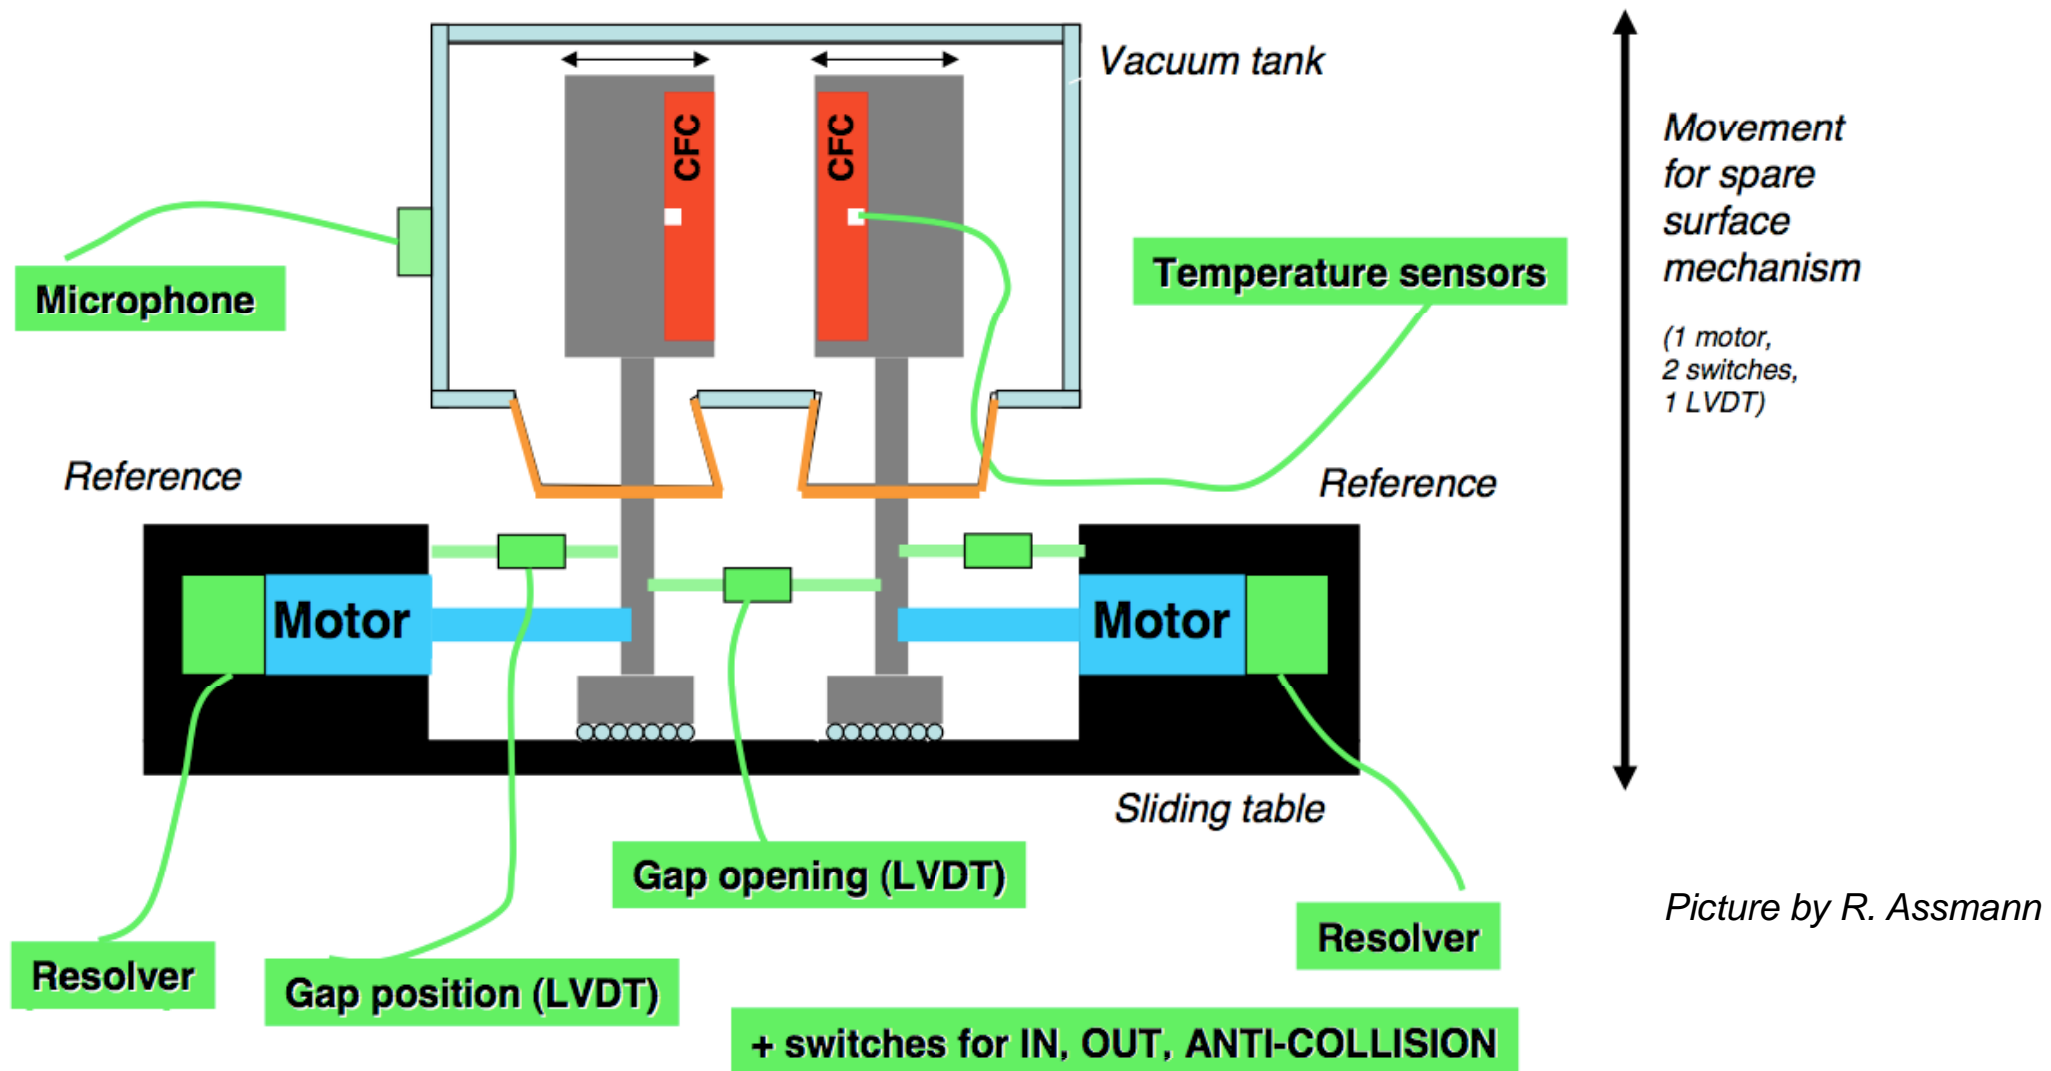 Vacuum tank
CFC
CFC
Movement
for spare
surface
mechanism
(1 motor,
2 switches,
1 LVDT)
Microphone
Temperature sensors
Reference
Reference
Motor
Motor
Sliding table
Gap opening (LVDT)
Picture by R. Assmann
Resolver
Resolver
Gap position (LVDT)
+ switches for IN, OUT, ANTI-COLLISION